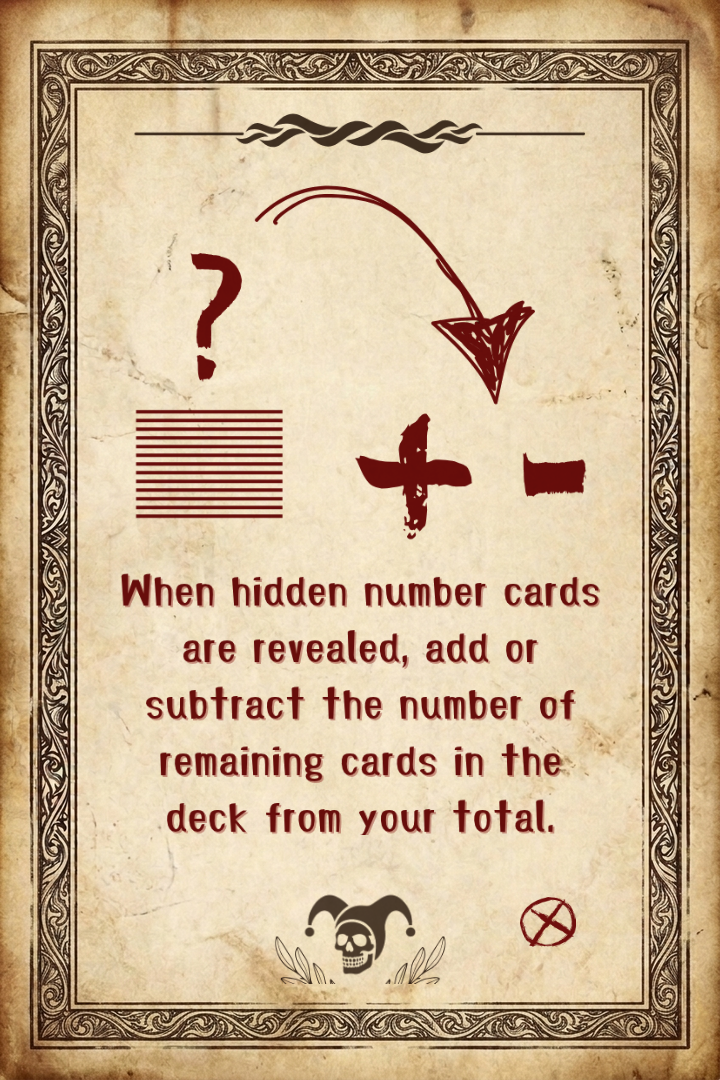 ?
+ -
When hidden number cards
are revealed, add or
subtract the number of
remaining cards in the
deck from your total.